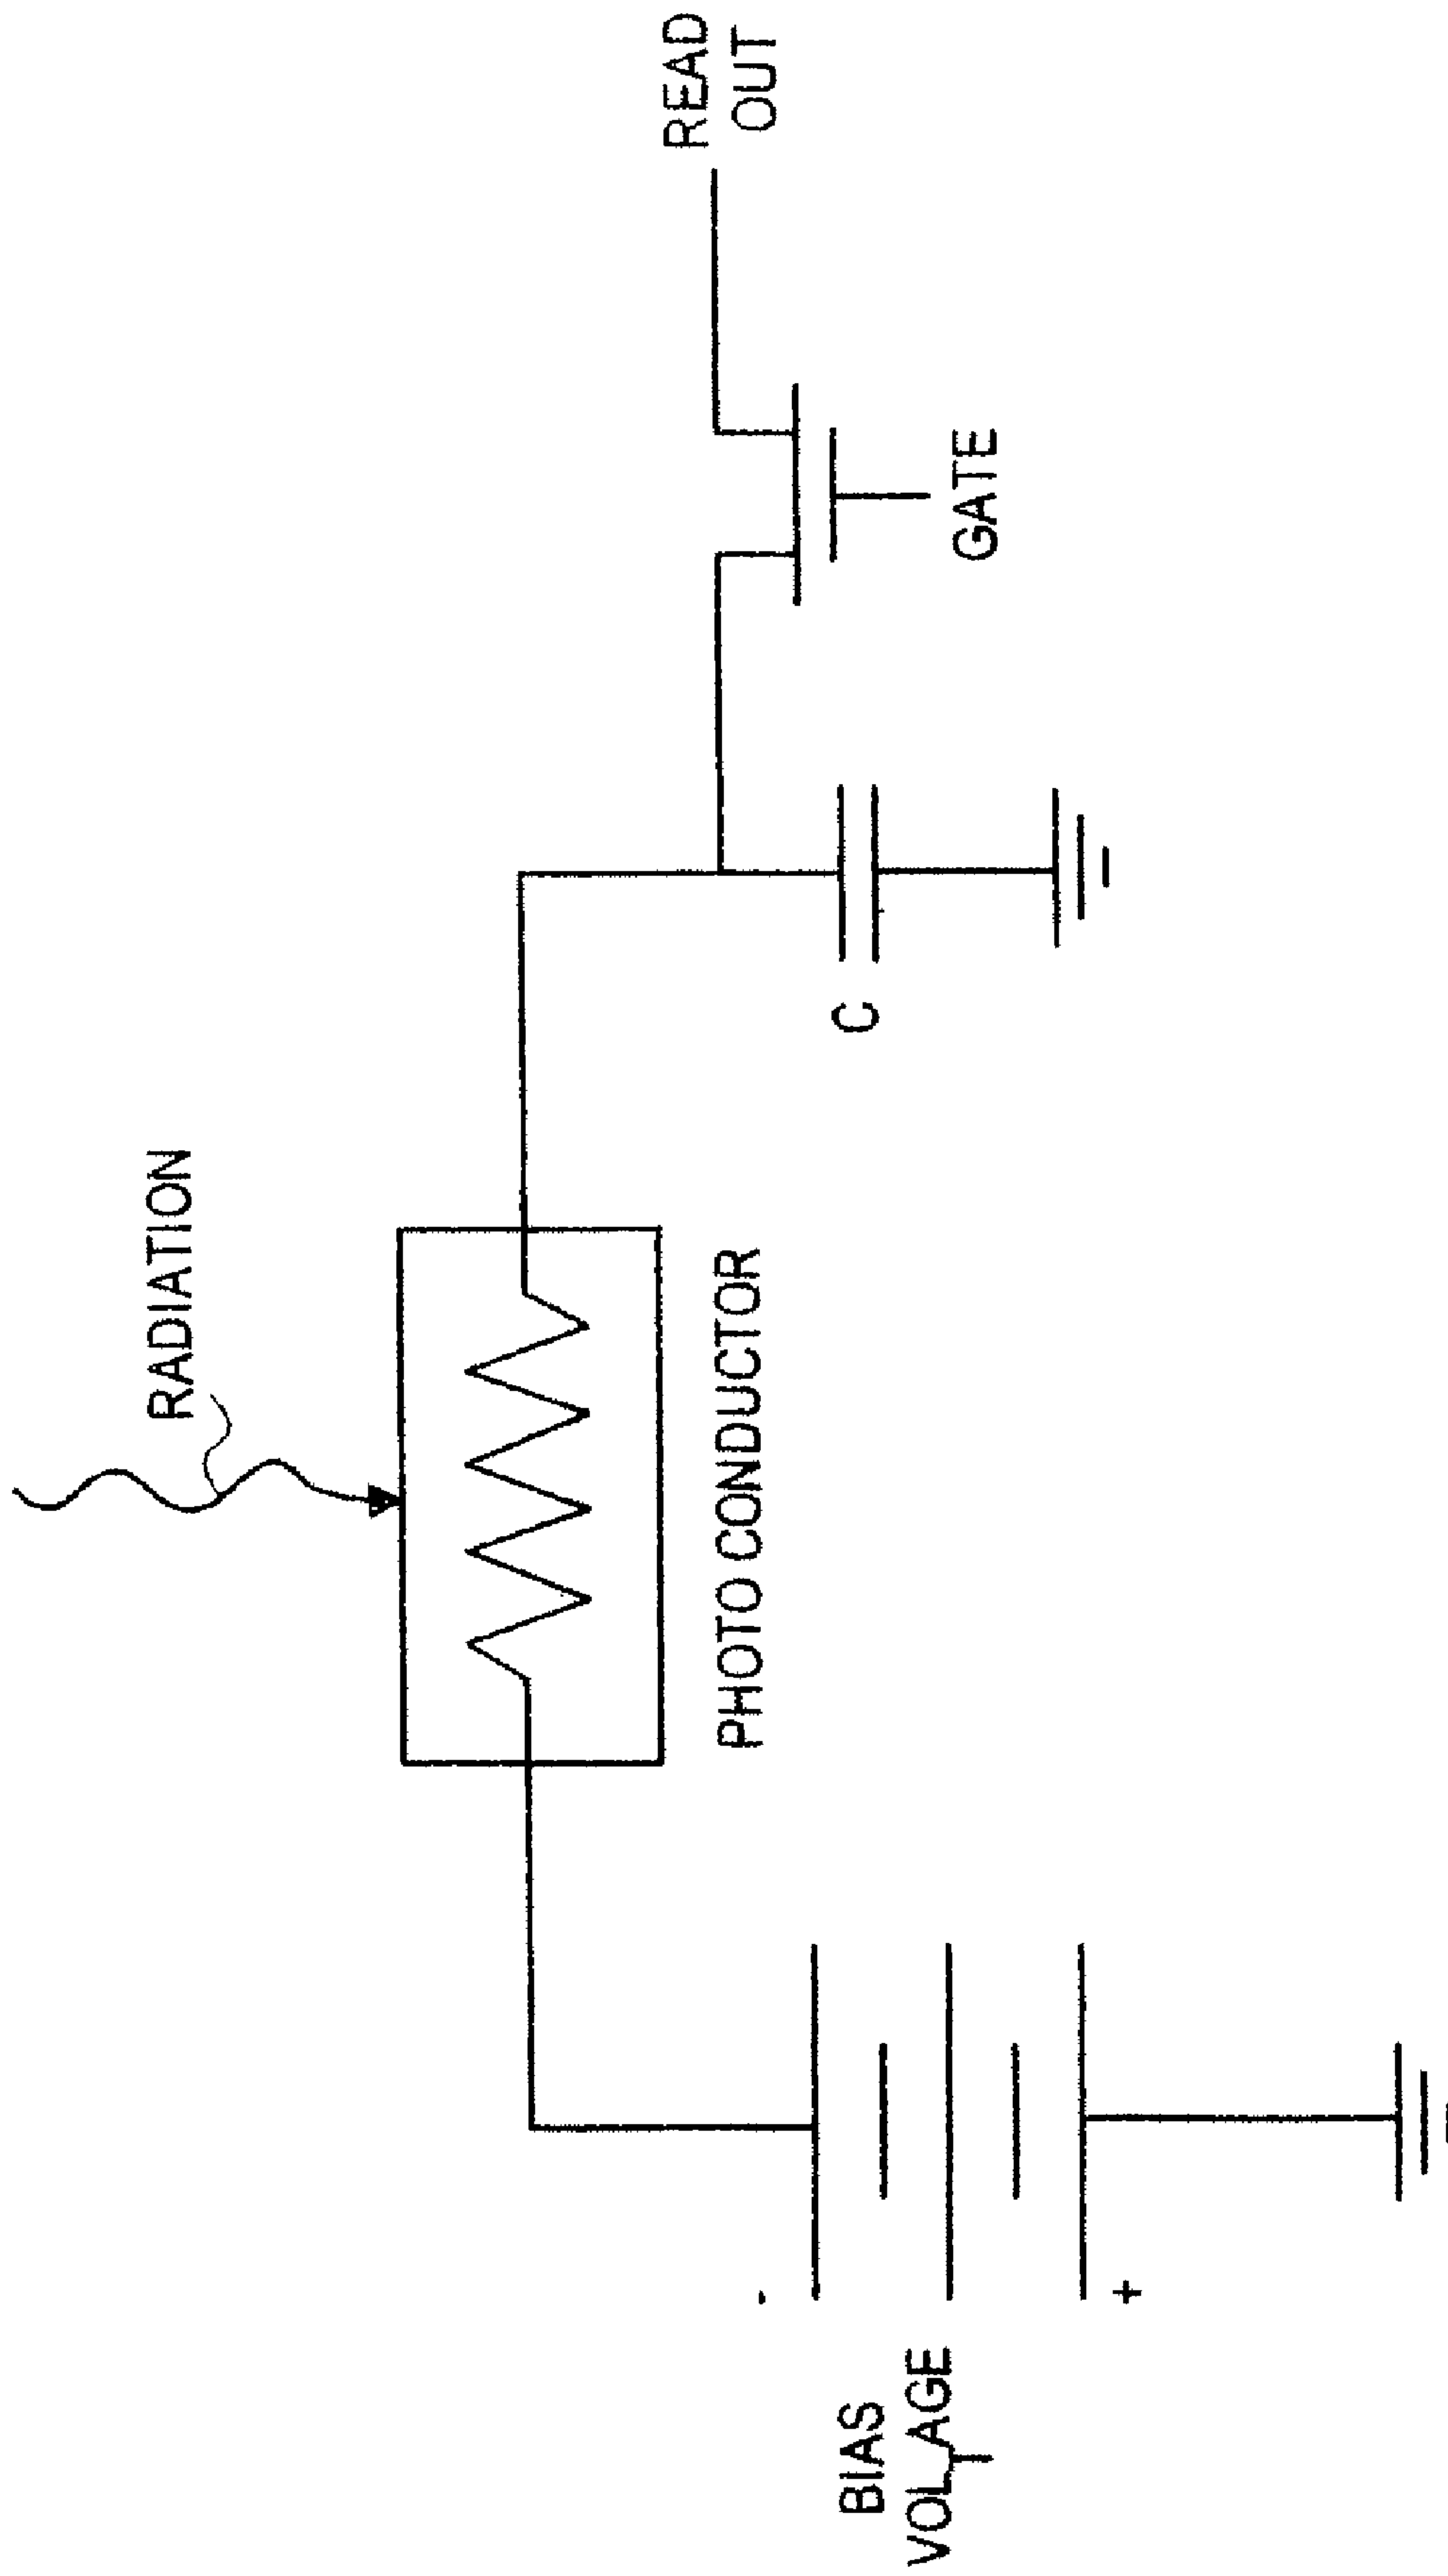 RADIATION
READ
OUT
PHOTO CONDUCTOR
C
GATE
-
BIAS
VOLTAGE
+